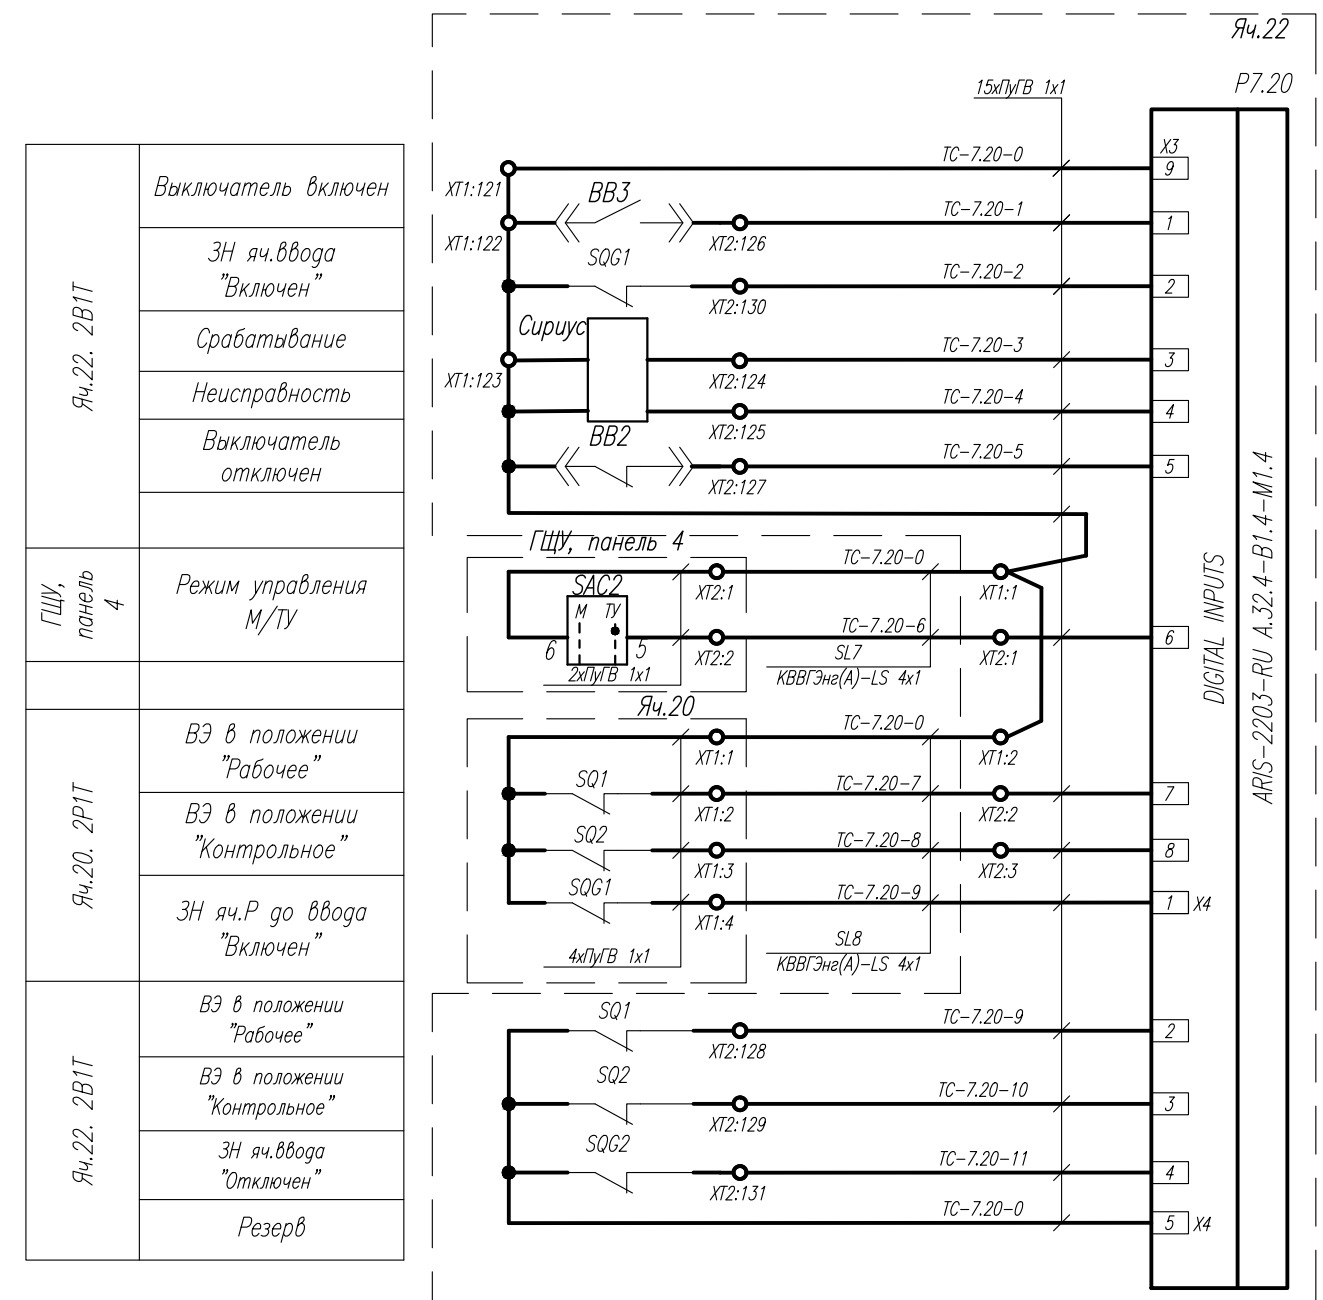 Яч.22
P7.20
15хПуГВ 1х1
Яч.22. 2В1Т
Выключатель включен
ЗН яч.ввода
"Включен"
Срабатывание
Неисправность
Выключатель
отключен
ГЩУ,
панель
4
Режим управления
М/ТУ
Яч.20. 2Р1Т
ВЭ в положении
"Рабочее"
ВЭ в положении
"Контрольное"
ЗН яч.Р до ввода
"Включен"
Яч.22. 2В1Т
ВЭ в положении
"Рабочее"
ВЭ в положении
"Контрольное"
ЗН яч.ввода
"Отключен"
Резерв
XT1:121
ТС-7.20-0
X3
9
XT1:122
BB3
XT2:126
ТС-7.20-1
1
SQG1
XT2:130
ТС-7.20-2
2
Сириус
XT1:123
XT2:124
ТС-7.20-3
3
XT2:125
ТС-7.20-4
4
BB2
XT2:127
ТС-7.20-5
5
ГЩУ, панель 4
ТС-7.20-0
XT2:1
XT1:1
SAC2
М ТУ
6
5
2хПуГВ 1х1
XT2:2
ТС-7.20-6
XT2:1
6
SL7
КВВГЭнг(А)-LS 4х1
Яч.20
ТС-7.20-0
XT1:1
XT1:2
SQ1
XT1:2
ТС-7.20-7
XT2:2
7
SQ2
XT1:3
ТС-7.20-8
XT2:3
8
SQG1
XT1:4
ТС-7.20-9
1 X4
4хПуГВ 1х1
SL8
КВВГЭнг(А)-LS 4х1
SQ1
XT2:128
ТС-7.20-9
2
SQ2
XT2:129
ТС-7.20-10
3
SQG2
XT2:131
ТС-7.20-11
4
ТС-7.20-0
5 X4
DIGITAL INPUTS
ARIS-2203-RU A.32.4-B1.4-M1.4